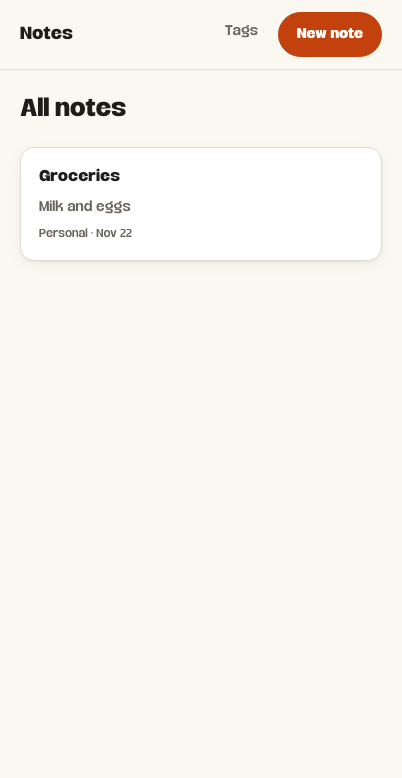 Notes
Tags
New note
All notes
Groceries
Milk and eggs
Personal · Nov 22